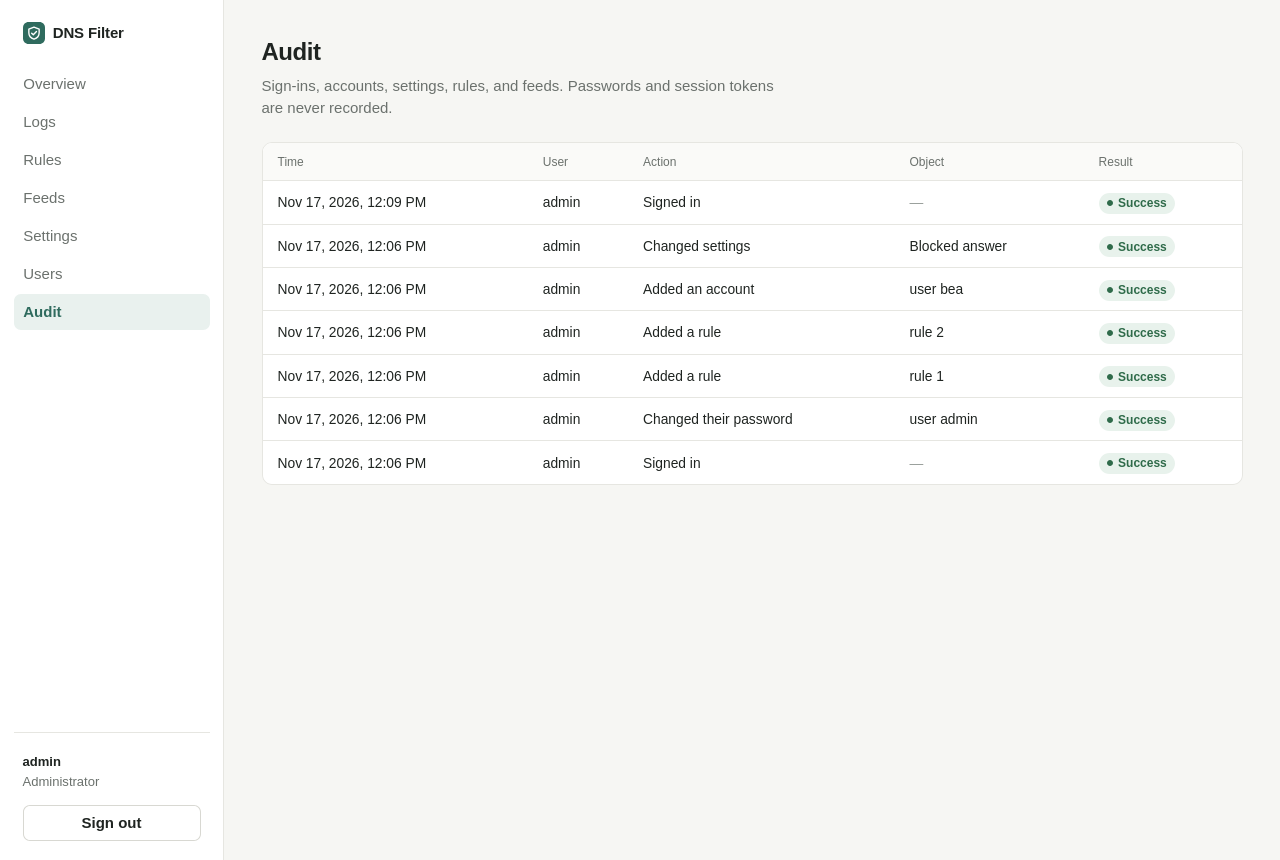 DNS Filter
Overview
Logs
Rules
Feeds
Settings
Users
Audit
admin
Administrator
Sign out
Audit
Sign-ins, accounts, settings, rules, and feeds. Passwords and session tokens
are never recorded.
Time User Action Object Result
Nov 17, 2026, 12:09 PM admin Signed in — Success
Nov 17, 2026, 12:06 PM admin Changed settings Blocked answer Success
Nov 17, 2026, 12:06 PM admin Added an account user bea Success
Nov 17, 2026, 12:06 PM admin Added a rule rule 2 Success
Nov 17, 2026, 12:06 PM admin Added a rule rule 1 Success
Nov 17, 2026, 12:06 PM admin Changed their password user admin Success
Nov 17, 2026, 12:06 PM admin Signed in — Success